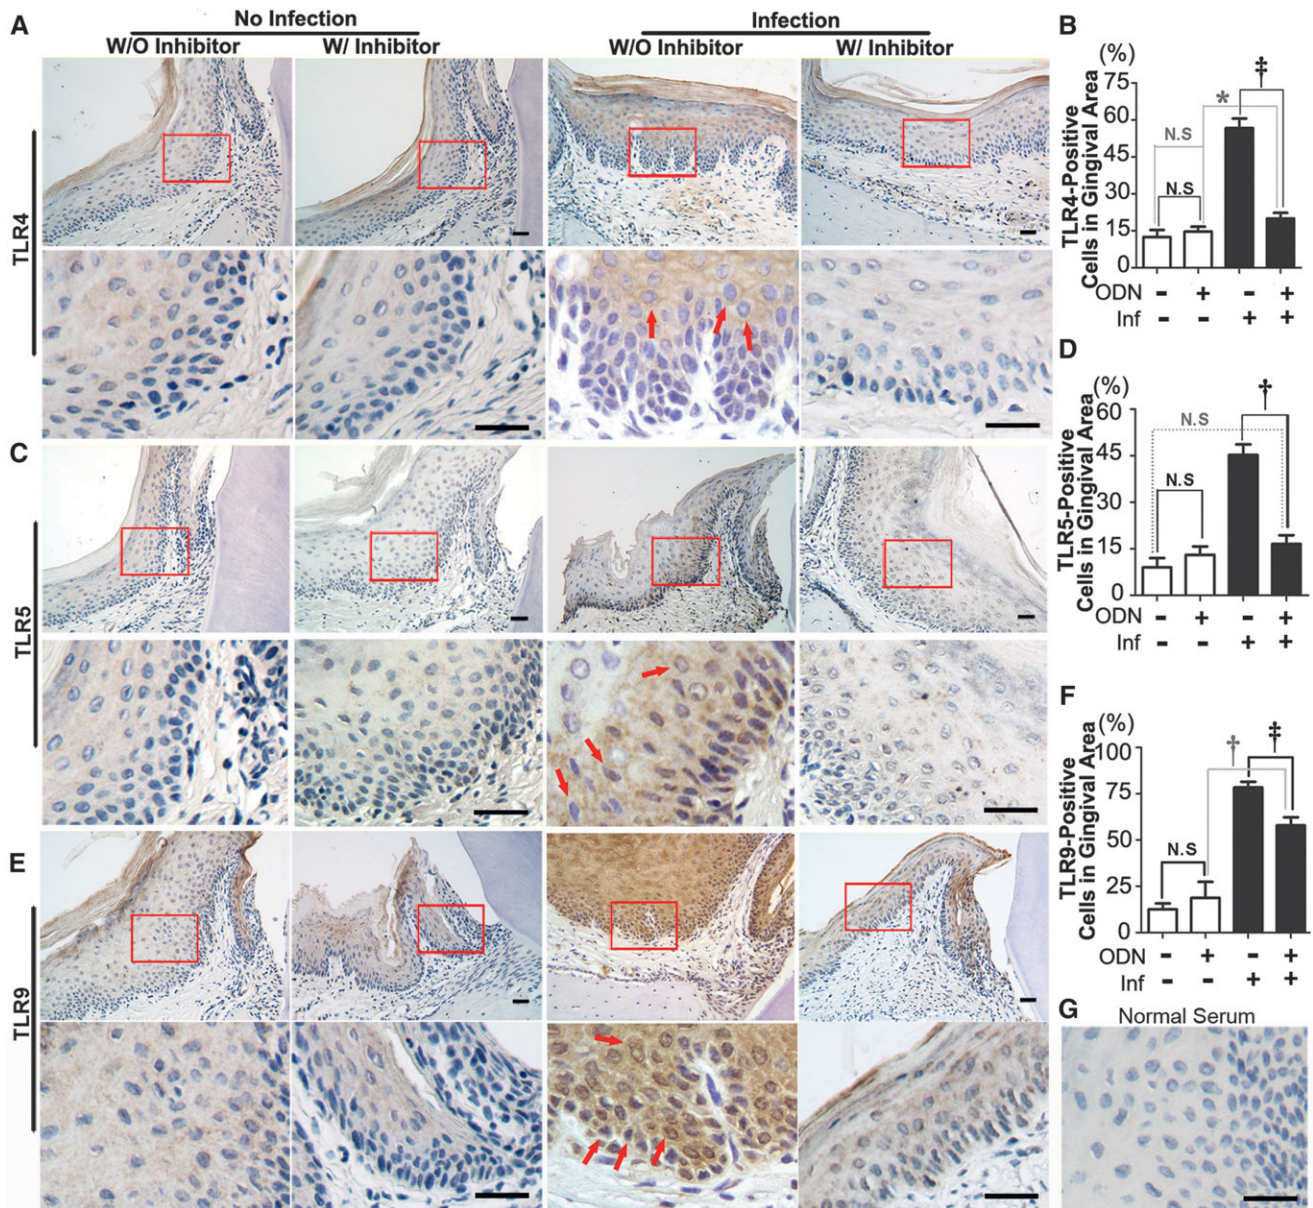 A
No Infection
Infection
W/O Inhibitor
W/ Inhibitor
W/O Inhibitor
W/ Inhibitor
TLR4
B
(%)
TLR4-Positive
Cells in Gingival Area
75
60
45
30
15
0
N.S
N.S
*
‡
ODN - + - +
Inf - - + +
C
TLR5
D
(%)
TLR5-Positive
Cells in Gingival Area
60
45
30
15
0
N.S
N.S
†
ODN - + - +
Inf - - + +
E
TLR9
F
(%)
TLR9-Positive
Cells in Gingival Area
100
75
50
25
0
N.S
†
‡
ODN - + - +
Inf - - + +
G
Normal Serum